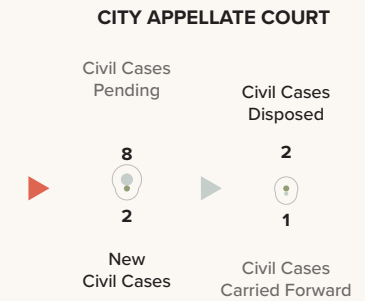 CITY APPELLATE COURT
Civil Cases
Pending
8
2
New
Civil Cases
Civil Cases
Disposed
2
1
Civil Cases
Carried Forward